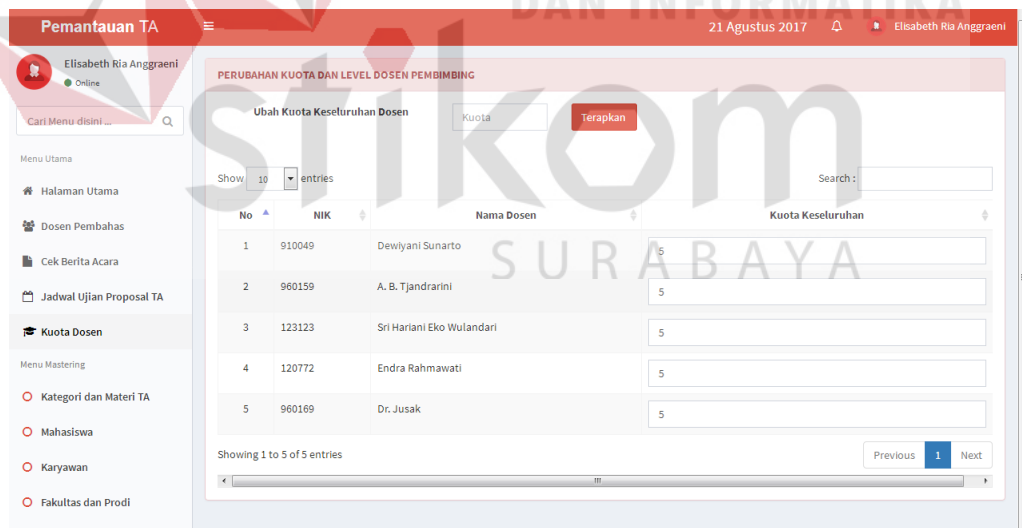 DAN INFORMATIKA
Pemantauan TA
21 Agustus 2017
Elisabeth Ria Anggraeni
Elisabeth Ria Anggraeni
Online
Cari Menu disini ...
Menu Utama
Halaman Utama
Dosen Pembahas
Cek Berita Acara
Jadwal Ujian Proposal TA
Kuota Dosen
Menu Mastering
Kategori dan Materi TA
Mahasiswa
Karyawan
Fakultas dan Prodi
PERUBAHAN KUOTA DAN LEVEL DOSEN PEMBIMBING
Ubah Kuota Keseluruhan Dosen Kuota Terapkan
stikom
SURABAYA
Show 10 entries Search :
No NIK Nama Dosen Kuota Keseluruhan
1 910049 Dewiyani Sunarto 5
2 960159 A. B. Tjandrarini 5
3 123123 Sri Hariani Eko Wulandari 5
4 120772 Endra Rahmawati 5
5 960169 Dr. Jusak 5
Showing 1 to 5 of 5 entries Previous 1 Next